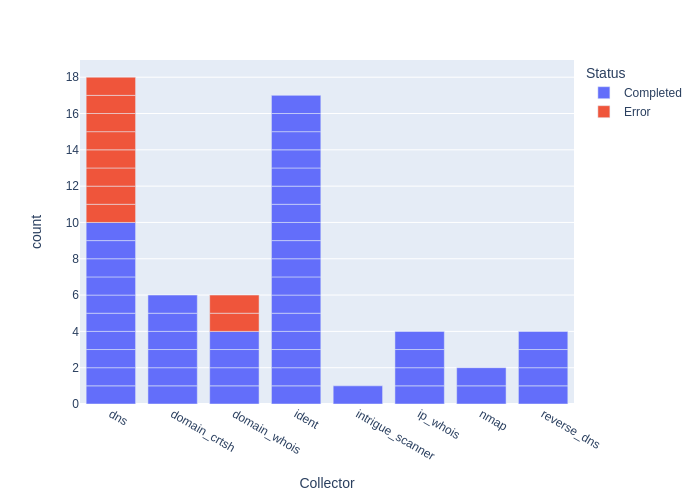 18
16
14
12
10
8
6
4
2
0
count
dns
domain_crtsh
domain_whois
ident
intrigue_scanner
ip_whois
nmap
reverse_dns
Collector
Status
Completed
Error